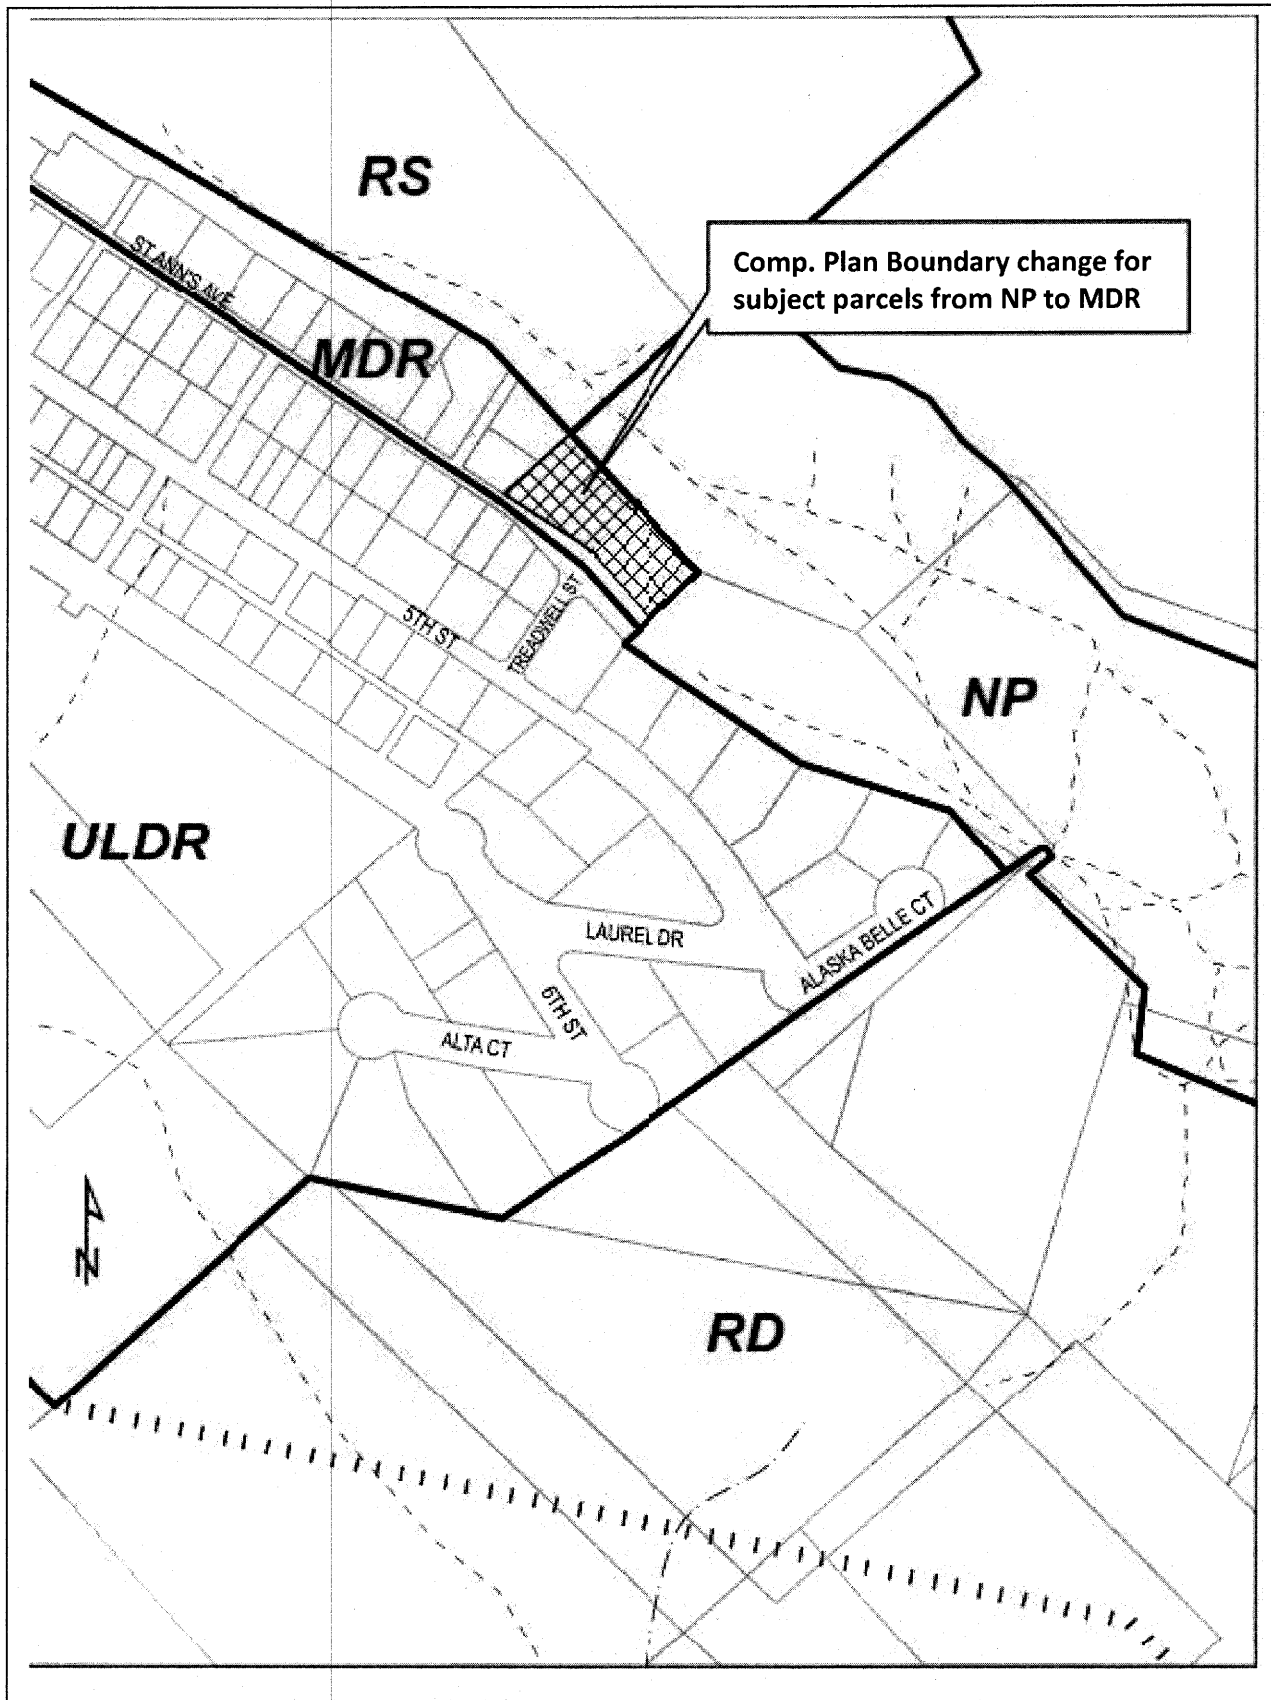 RS
Comp. Plan Boundary change for
subject parcels from NP to MDR
ST. ANN'S AVE
MDR
TREADWELL ST
5TH ST
NP
ULDR
LAUREL DR
ALASKA BELLE CT
6TH ST
ALTA CT
N
RD